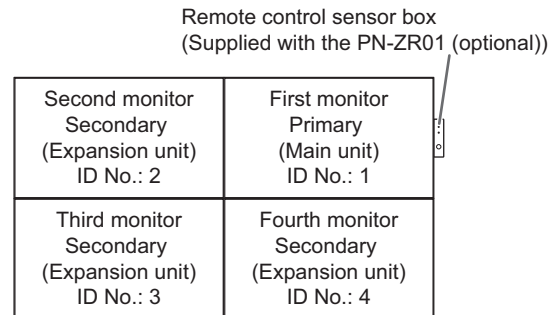 Remote control sensor box
(Supplied with the PN-ZR01 (optional))
Second monitor
Secondary
(Expansion unit)
ID No.: 2
First monitor
Primary
(Main unit)
ID No.: 1
Third monitor
Secondary
(Expansion unit)
ID No.: 3
Fourth monitor
Secondary
(Expansion unit)
ID No.: 4